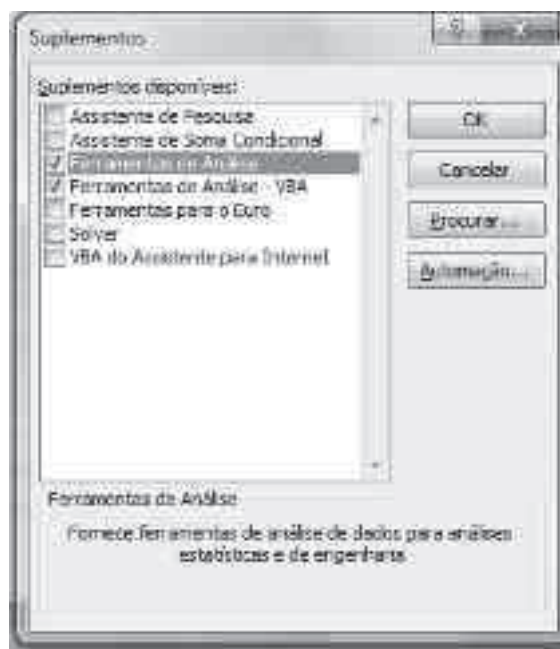 Suplementos
Suplementos disponíveis:
Assistente de Pesquisa
Assistente de Soma Condicional
Ferramentas de Análise
Ferramentas de Análise - VBA
Ferramentas para o Euro
Solver
VBA do Assistente para Internet
OK
Cancelar
Procurar...
Automação...
Ferramentas de Análise
Fornece ferramentas de análise de dados para análises
estatísticas e de engenharia